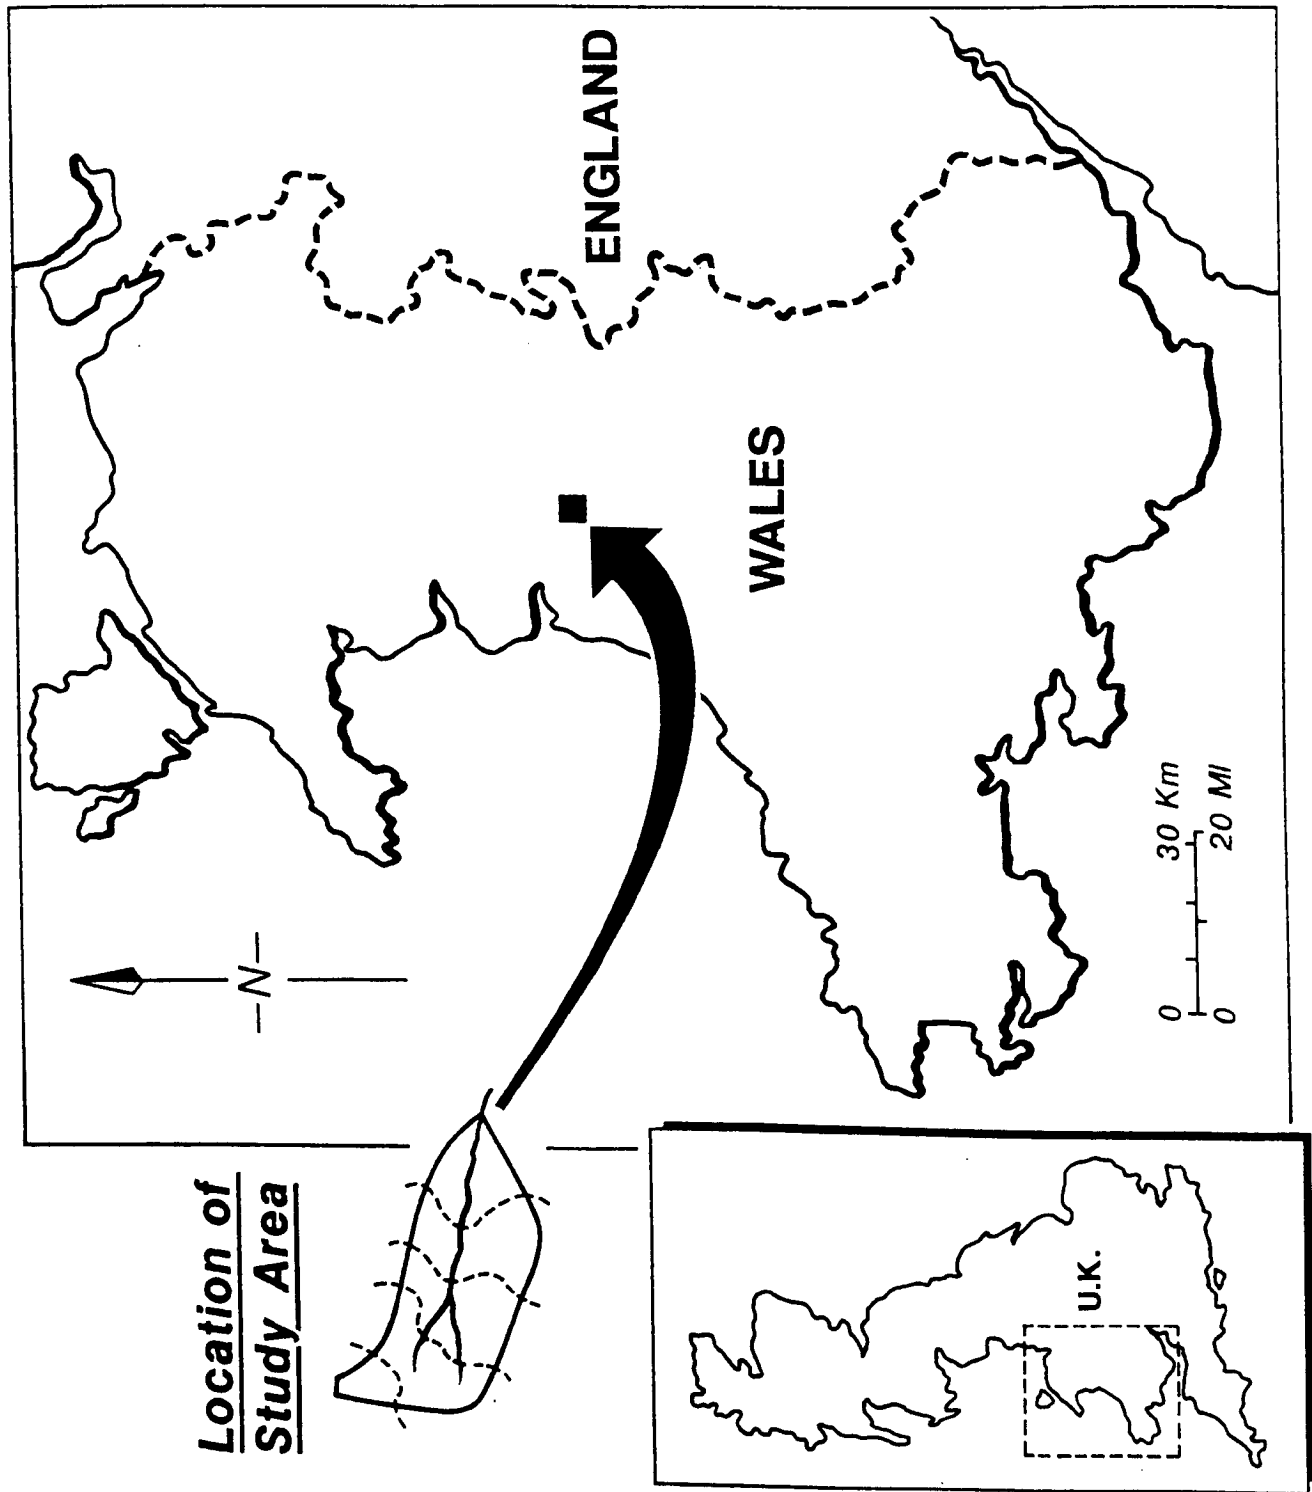 Location of
Study Area
–N–
ENGLAND
WALES
0 30 Km
0 20 MI
U.K.